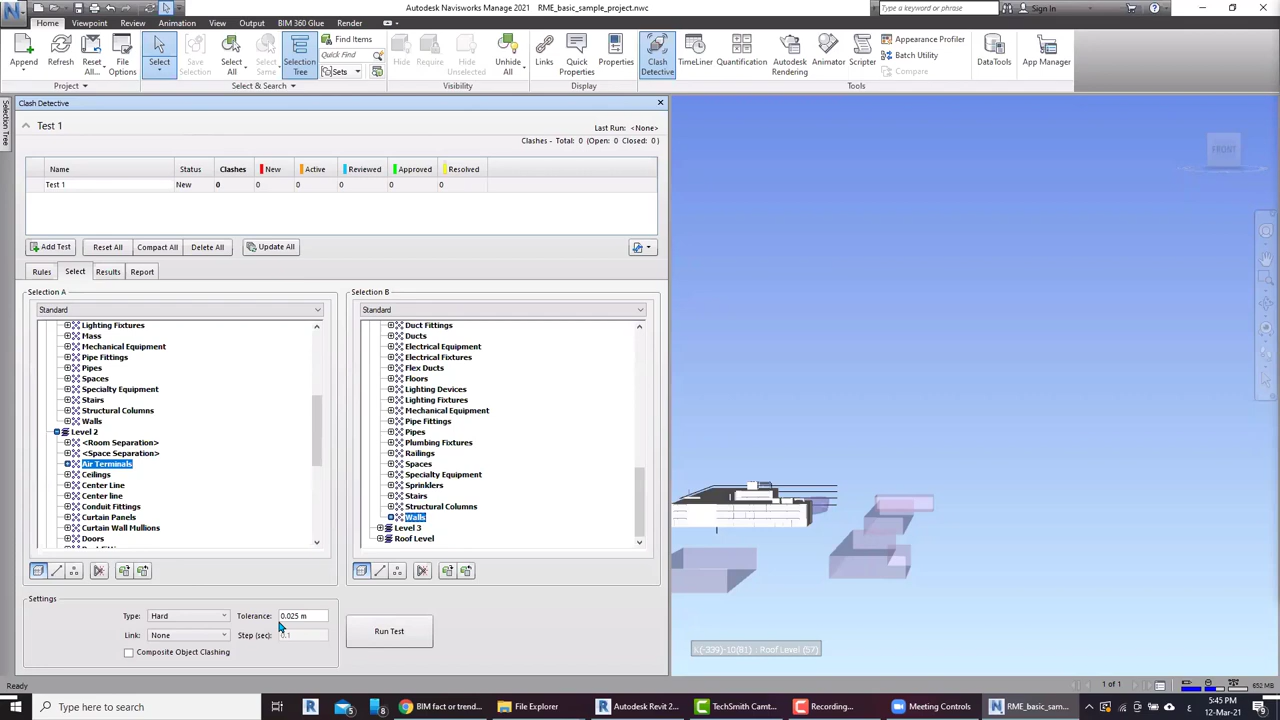 Autodesk Navisworks Manage 2021 RME_basic_sample_project.nwc
Type a keyword or phrase
Sign In
Home Viewpoint Review Animation View Output BIM 360 Glue Render
Append
Refresh
Reset All...
File Options
Project
Select
Save Selection
Select All
Select Same
Selection Tree
Find Items
Quick Find
Sets
Select & Search
Hide
Require
Hide Unselected
Unhide All
Visibility
Links
Quick Properties
Properties
Display
Clash Detective
TimeLiner
Quantification
Autodesk Rendering
Animator
Scripter
Appearance Profiler
Batch Utility
Compare
Tools
DataTools
App Manager
Selection Tree
Clash Detective
Test 1
Last Run: <None>
Clashes - Total: 0 (Open: 0 Closed: 0)
Name Status Clashes New Active Reviewed Approved Resolved
Test 1 New 0 0 0 0 0 0
Add Test Reset All Compact All Delete All Update All
Rules Select Results Report
Selection A
Standard
Lighting Fixtures
Mass
Mechanical Equipment
Pipe Fittings
Pipes
Spaces
Specialty Equipment
Stairs
Structural Columns
Walls
Level 2
<Room Separation>
<Space Separation>
Air Terminals
Ceilings
Center Line
Center line
Conduit Fittings
Curtain Panels
Curtain Wall Mullions
Doors
Selection B
Standard
Duct Fittings
Ducts
Electrical Equipment
Electrical Fixtures
Flex Ducts
Floors
Lighting Devices
Lighting Fixtures
Mechanical Equipment
Pipe Fittings
Pipes
Plumbing Fixtures
Railings
Spaces
Specialty Equipment
Sprinklers
Stairs
Structural Columns
Walls
Level 3
Roof Level
Settings
Type: Hard Tolerance: 0.025 m
Link: None Step (sec): 0.1
Composite Object Clashing
Run Test
FRONT
K(-339)-10(81) : Roof Level (57)
Ready
1 of 1
652 MB
Type here to search
BIM fact or trend...
File Explorer
Autodesk Revit 2...
TechSmith Camt...
Recording...
Meeting Controls
RME_basic_sam...
5:45 PM
12-Mar-21